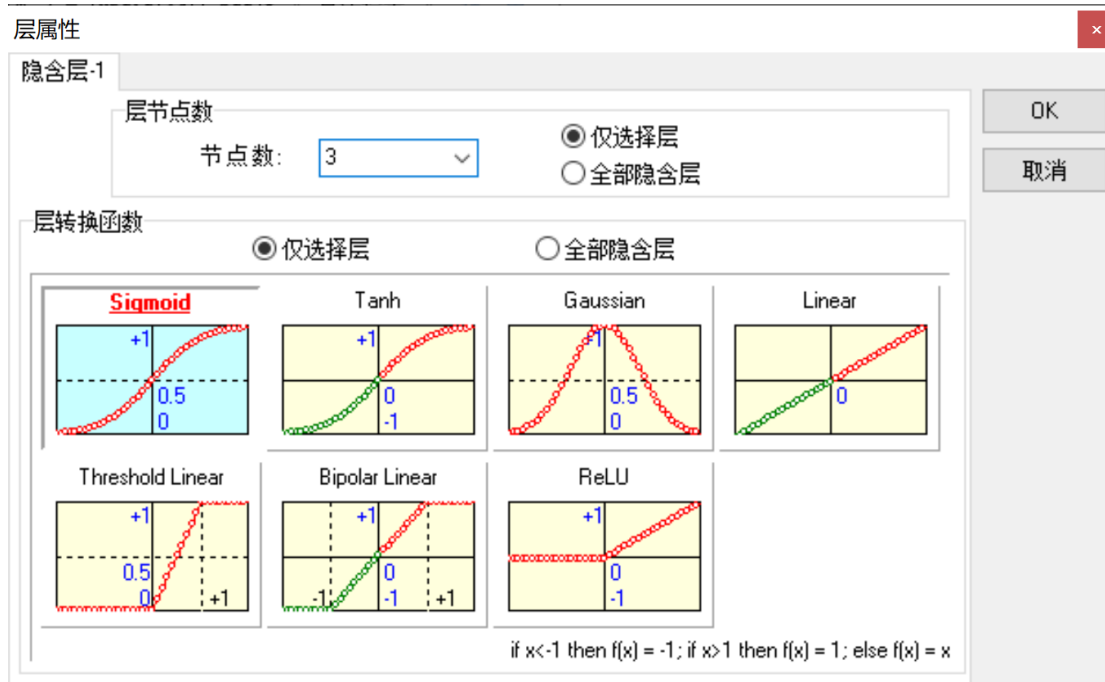 层属性
×
隐含层-1
层节点数
节点数: 3
仅选择层
全部隐含层
OK
取消
层转换函数
仅选择层 全部隐含层
Sigmoid Tanh Gaussian Linear
+1 +1 +1
0.5 0 0.5 0
0 -1 0
Threshold Linear Bipolar Linear ReLU
+1 +1 +1
0.5 0 0
0 +1 -1 -1 +1 -1
if x<-1 then f(x) = -1; if x>1 then f(x) = 1; else f(x) = x